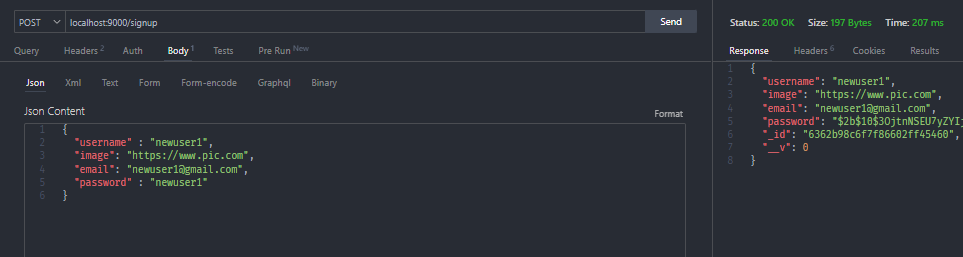 POST localhost:9000/signup Send
Query Headers 2 Auth Body 1 Tests Pre Run New
Json Xml Text Form Form-encode Graphql Binary
Json Content Format
1 {
2 "username" : "newuser1",
3 "image": "https://www.pic.com",
4 "email": "newuser1@gmail.com",
5 "password" : "newuser1"
6 }
Status: 200 OK Size: 197 Bytes Time: 207 ms
Response Headers 6 Cookies Results
1 {
2 "username": "newuser1",
3 "image": "https://www.pic.com",
4 "email": "newuser1@gmail.com",
5 "password":
6 "_id": "6362b98c6f7f86602ff45460",
7 "__v": 0
8 }